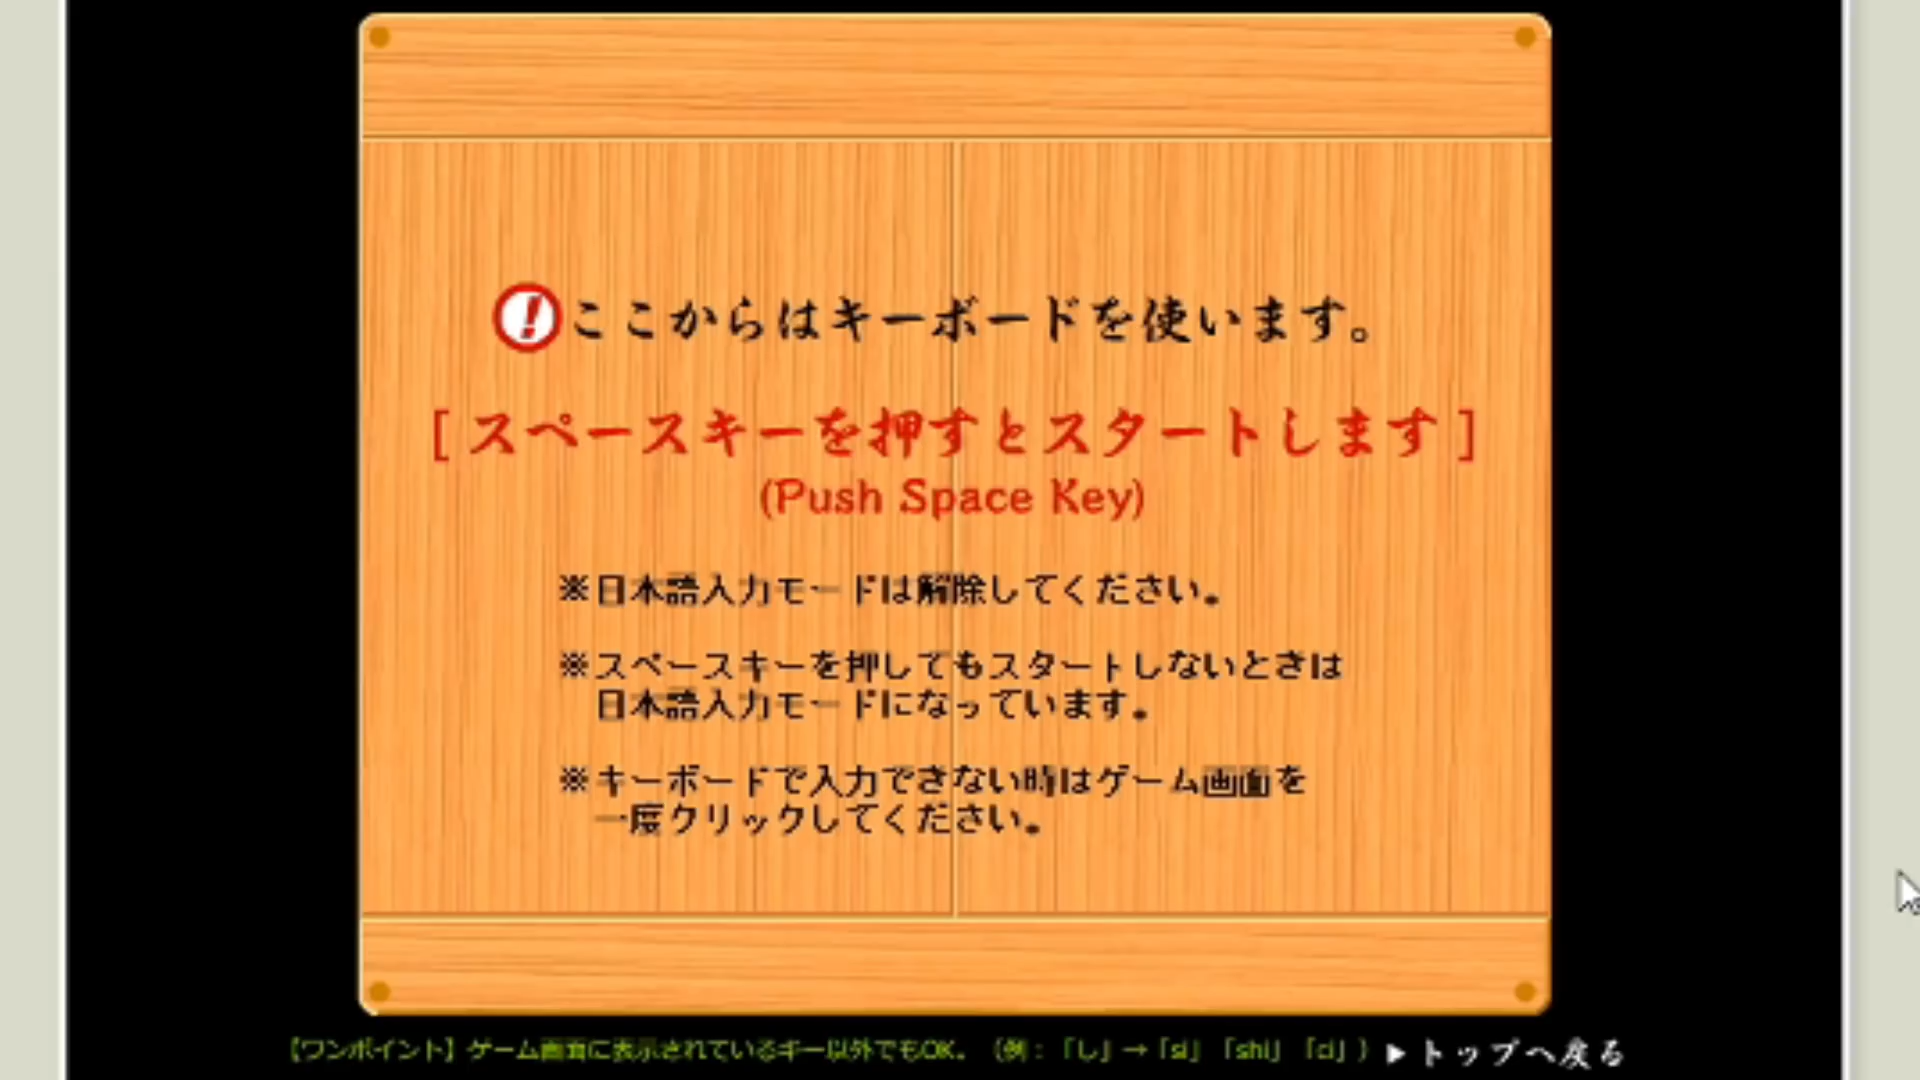 ！ここからはキーボードを使います。
[ スペースキーを押すとスタートします ]
(Push Space Key)
※日本語入力モードは解除してください。
※スペースキーを押してもスタートしないときは
日本語入力モードになっています。
※キーボードで入力できない時はゲーム画面を
一度クリックしてください。
【ワンポイント】ゲーム画面に表示されているキー以外でもOK。（例：「し」→「si」「shi」「ci」）
▶トップへ戻る